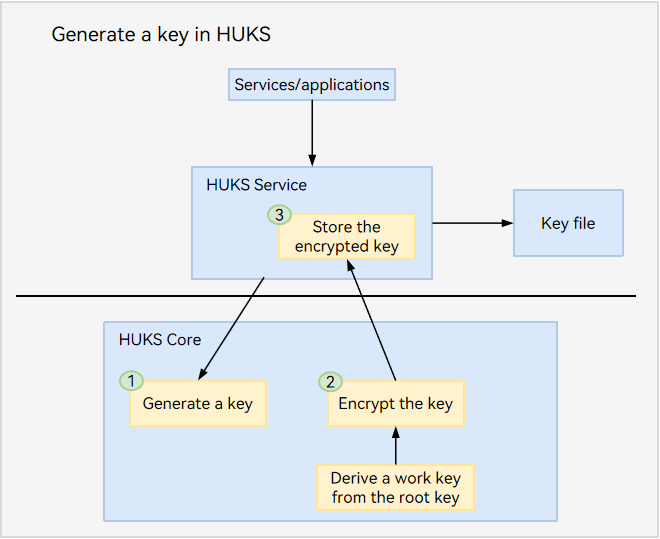 Generate a key in HUKS
Services/applications
HUKS Service
3
Store the
encrypted key
Key file
HUKS Core
1
Generate a key
2
Encrypt the key
Derive a work key
from the root key